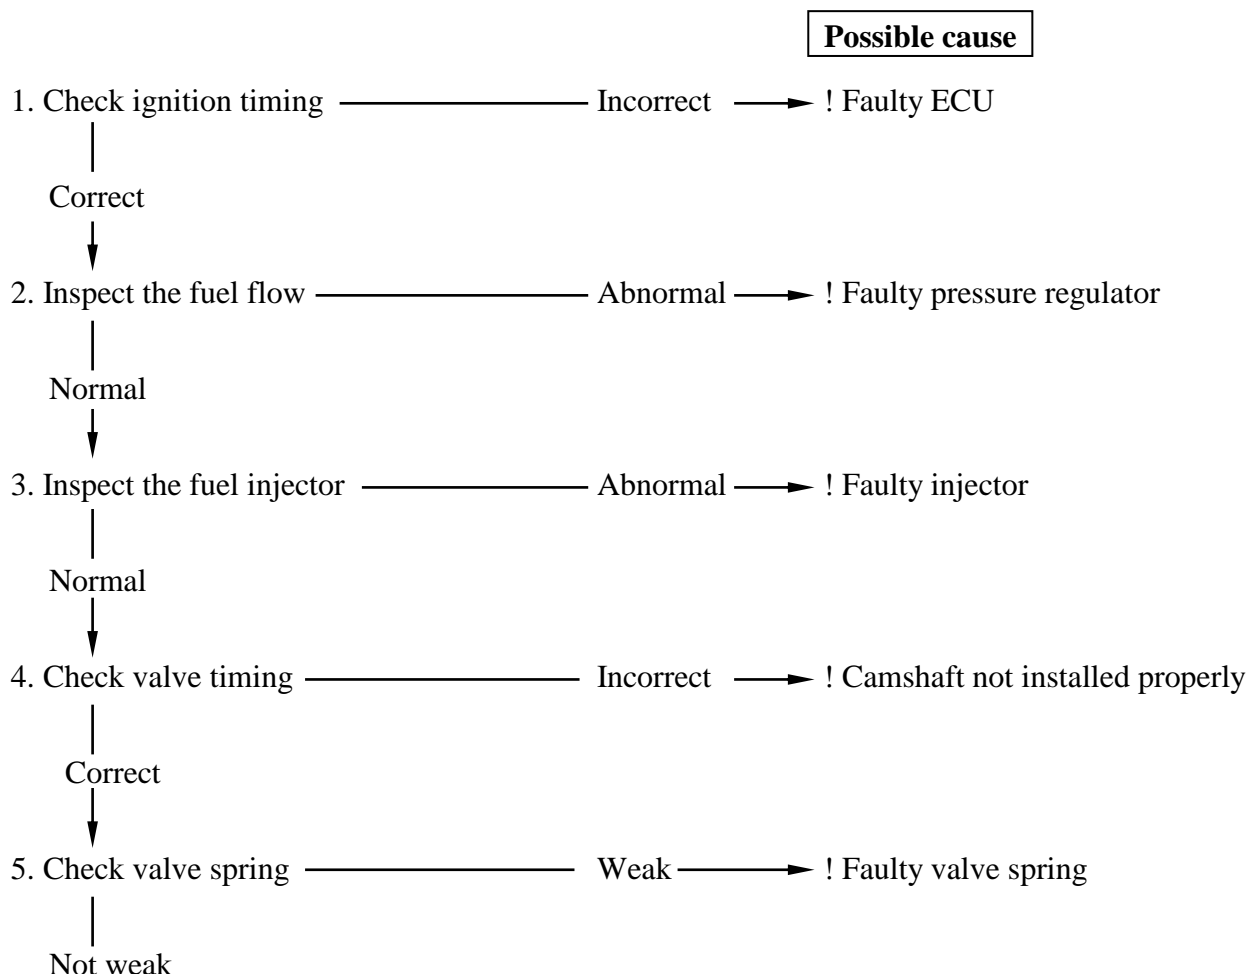 Possible cause
1. Check ignition timing Incorrect ! Faulty ECU
Correct
2. Inspect the fuel flow Abnormal ! Faulty pressure regulator
Normal
3. Inspect the fuel injector Abnormal ! Faulty injector
Normal
4. Check valve timing Incorrect ! Camshaft not installed properly
Correct
5. Check valve spring Weak ! Faulty valve spring
Not weak